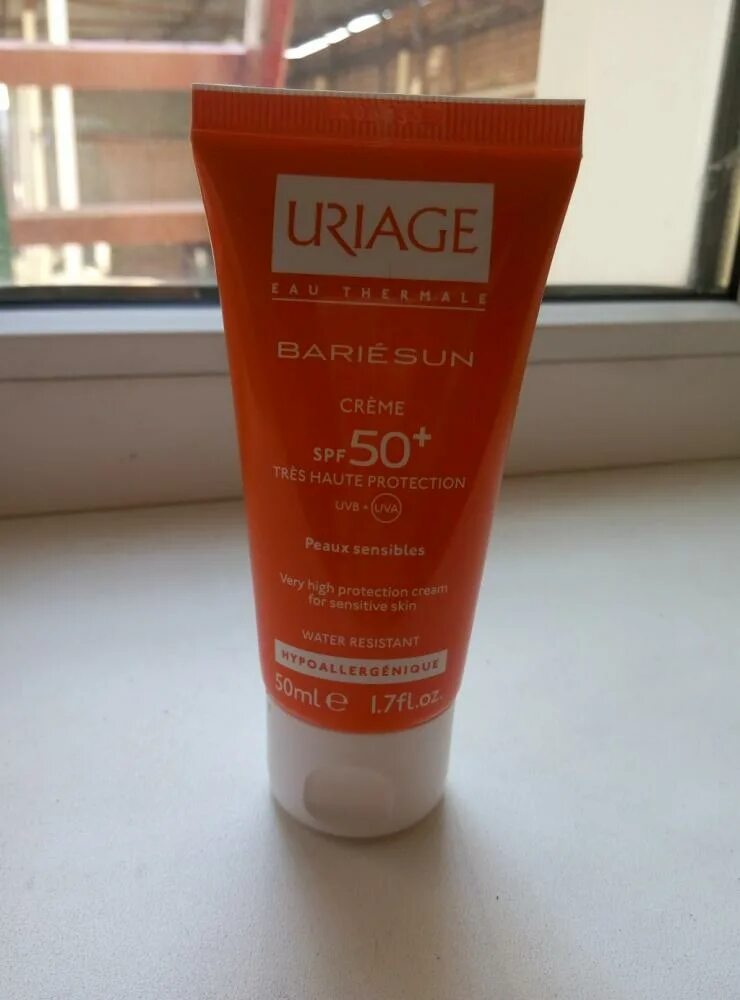 URIAGE
EAU THERMALE
BARIÉSUN
CRÈME
SPF 50+
TRÈS HAUTE PROTECTION
UVB + UVA
Peaux sensibles
Very high protection cream
for sensitive skin
WATER RESISTANT
HYPOALLERGÉNIQUE
50ml e 1.7fl.oz.